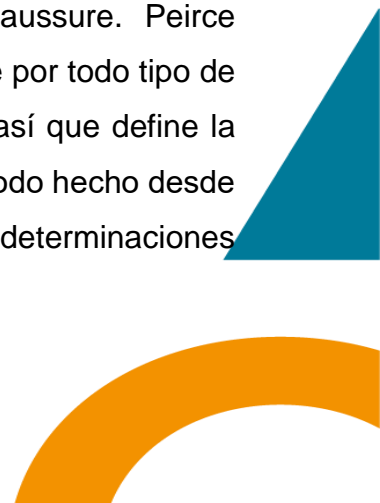 aussure. Peirce
por todo tipo de
así que define la
odo hecho desde
determinaciones